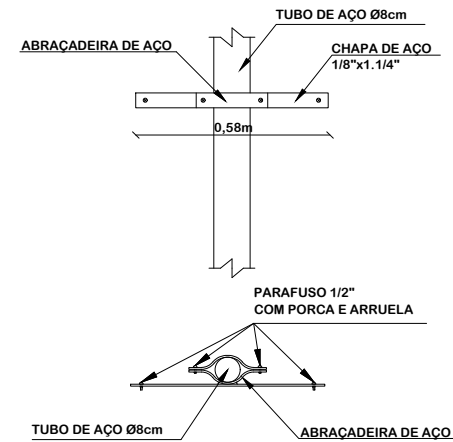 TUBO DE AÇO Ø8cm
ABRAÇADEIRA DE AÇO
CHAPA DE AÇO
1/8"x1.1/4"
0,58m
PARAFUSO 1/2"
COM PORCA E ARRUELA
TUBO DE AÇO Ø8cm
ABRAÇADEIRA DE AÇO